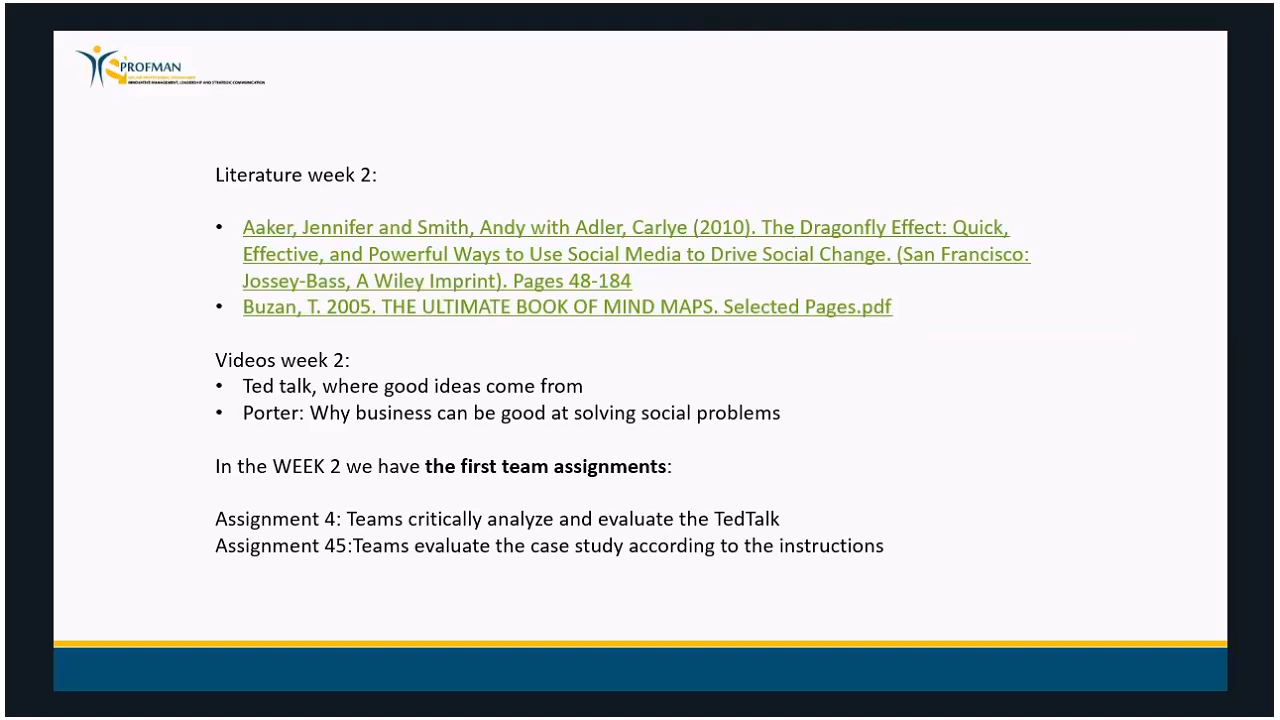 PROFMAN
INNOVATIVE MANAGEMENT, LEADERSHIP AND STRATEGIC COMMUNICATION
Literature week 2:
• Aaker, Jennifer and Smith, Andy with Adler, Carlye (2010). The Dragonfly Effect: Quick,
Effective, and Powerful Ways to Use Social Media to Drive Social Change. (San Francisco:
Jossey-Bass, A Wiley Imprint). Pages 48-184
• Buzan, T. 2005. THE ULTIMATE BOOK OF MIND MAPS. Selected Pages.pdf
Videos week 2:
• Ted talk, where good ideas come from
• Porter: Why business can be good at solving social problems
In the WEEK 2 we have the first team assignments:
Assignment 4: Teams critically analyze and evaluate the TedTalk
Assignment 45:Teams evaluate the case study according to the instructions